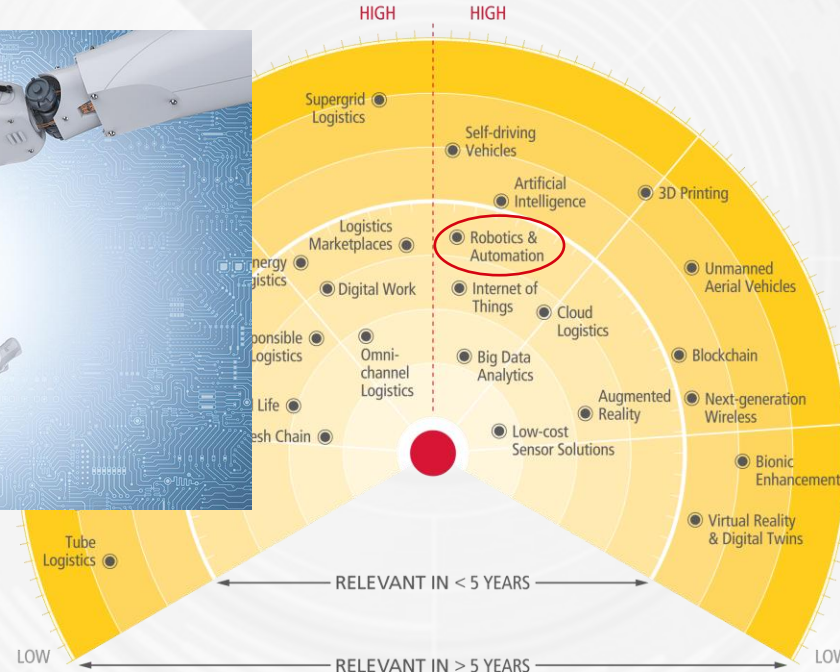 HIGH
HIGH
Supergrid
Logistics
Self-driving
Vehicles
Artificial
Intelligence
3D Printing
Logistics
Marketplaces
Robotics &
Automation
nergy
gistics
Unmanned
Aerial Vehicles
Digital Work
Internet of
Things
Cloud
Logistics
ponsible
Logistics
Omni-
channel
Logistics
Big Data
Analytics
Blockchain
l Life
Augmented
Reality
Next-generation
Wireless
esh Chain
Low-cost
Sensor Solutions
Bionic
Enhancement
Virtual Reality
& Digital Twins
Tube
Logistics
RELEVANT IN < 5 YEARS
LOW
LOW
RELEVANT IN > 5 YEARS